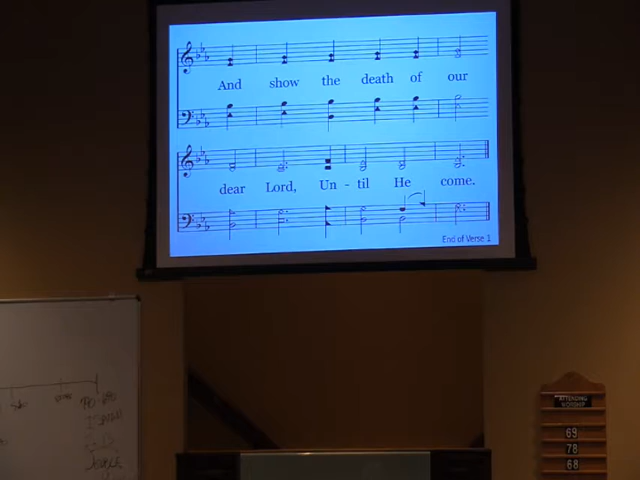 And show the death of our
dear Lord, Un - til He come.
End of Verse 1
ATTENDING
WORSHIP
69
78
68